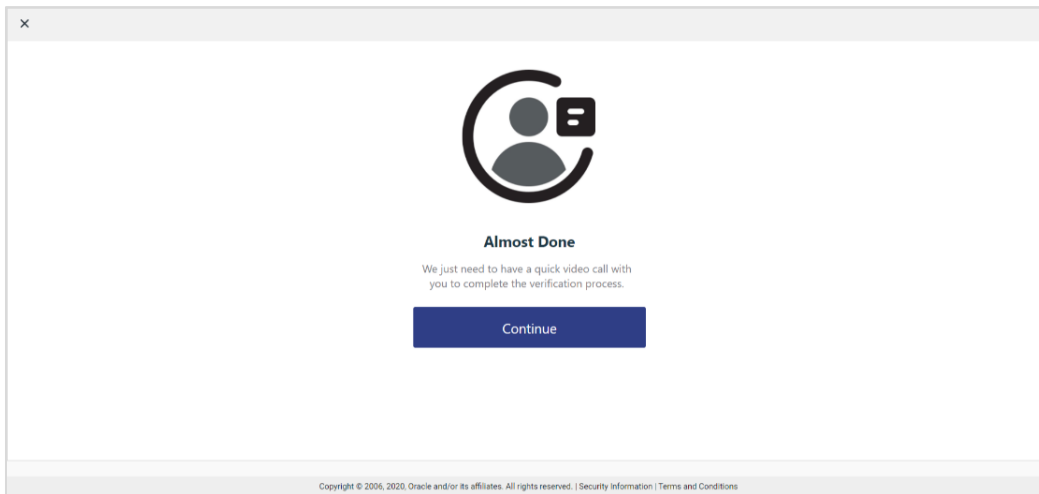 Almost Done
We just need to have a quick video call with
you to complete the verification process.
Continue
Copyright © 2006, 2020, Oracle and/or its affiliates. All rights reserved. | Security Information | Terms and Conditions